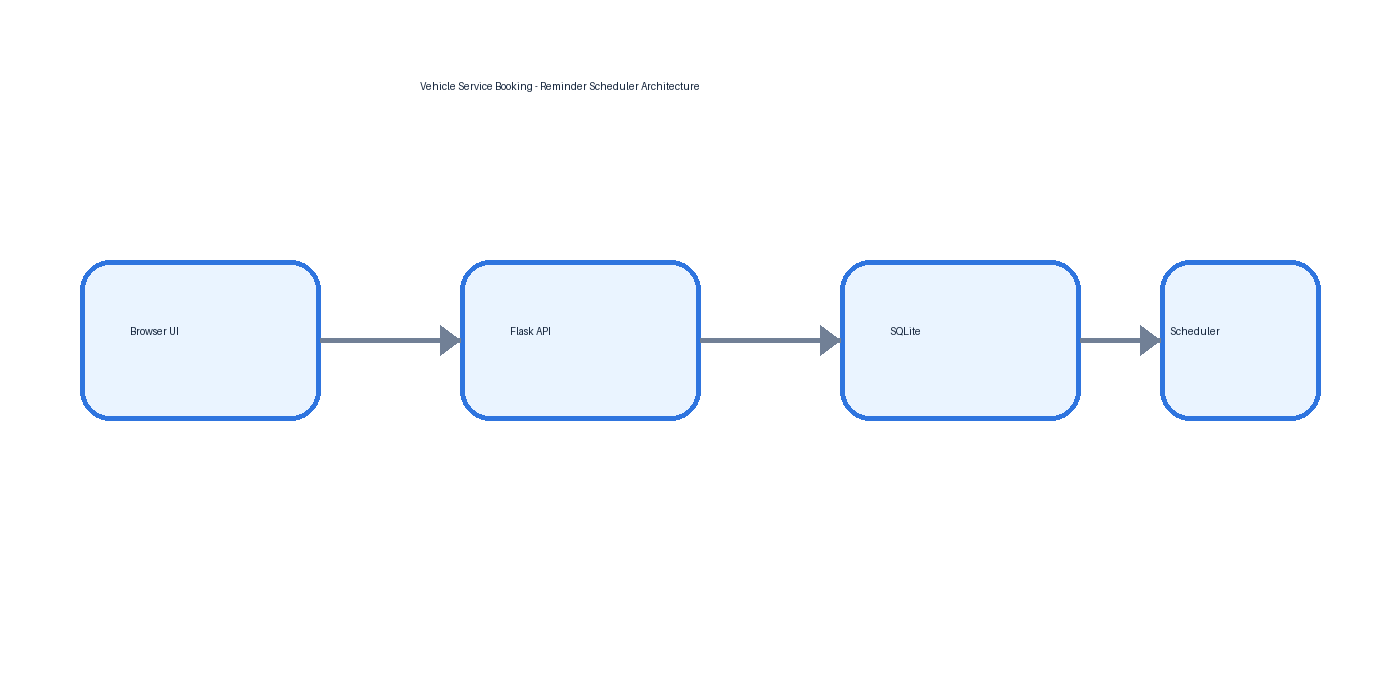 Vehicle Service Booking - Reminder Scheduler Architecture
Browser UI
Flask API
SQLite
Scheduler